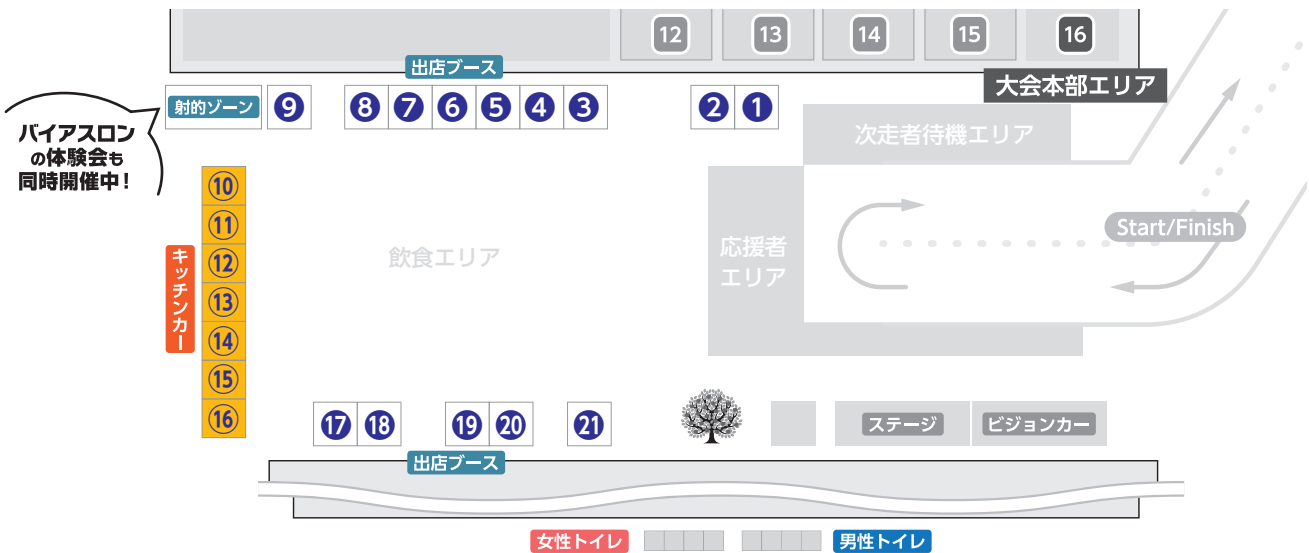 12 13 14 15 16
出店ブース
大会本部エリア
射的ゾーン
9 8 7 6 5 4 3 2 1
バイアスロン
の体験会も
同時開催中!
次走者待機エリア
10
11
12
13
14
15
16
キッチンカー
飲食エリア
応援者
エリア
Start/Finish
17 18 19 20 21
ステージ
ビジョンカー
出店ブース
女性トイレ
男性トイレ